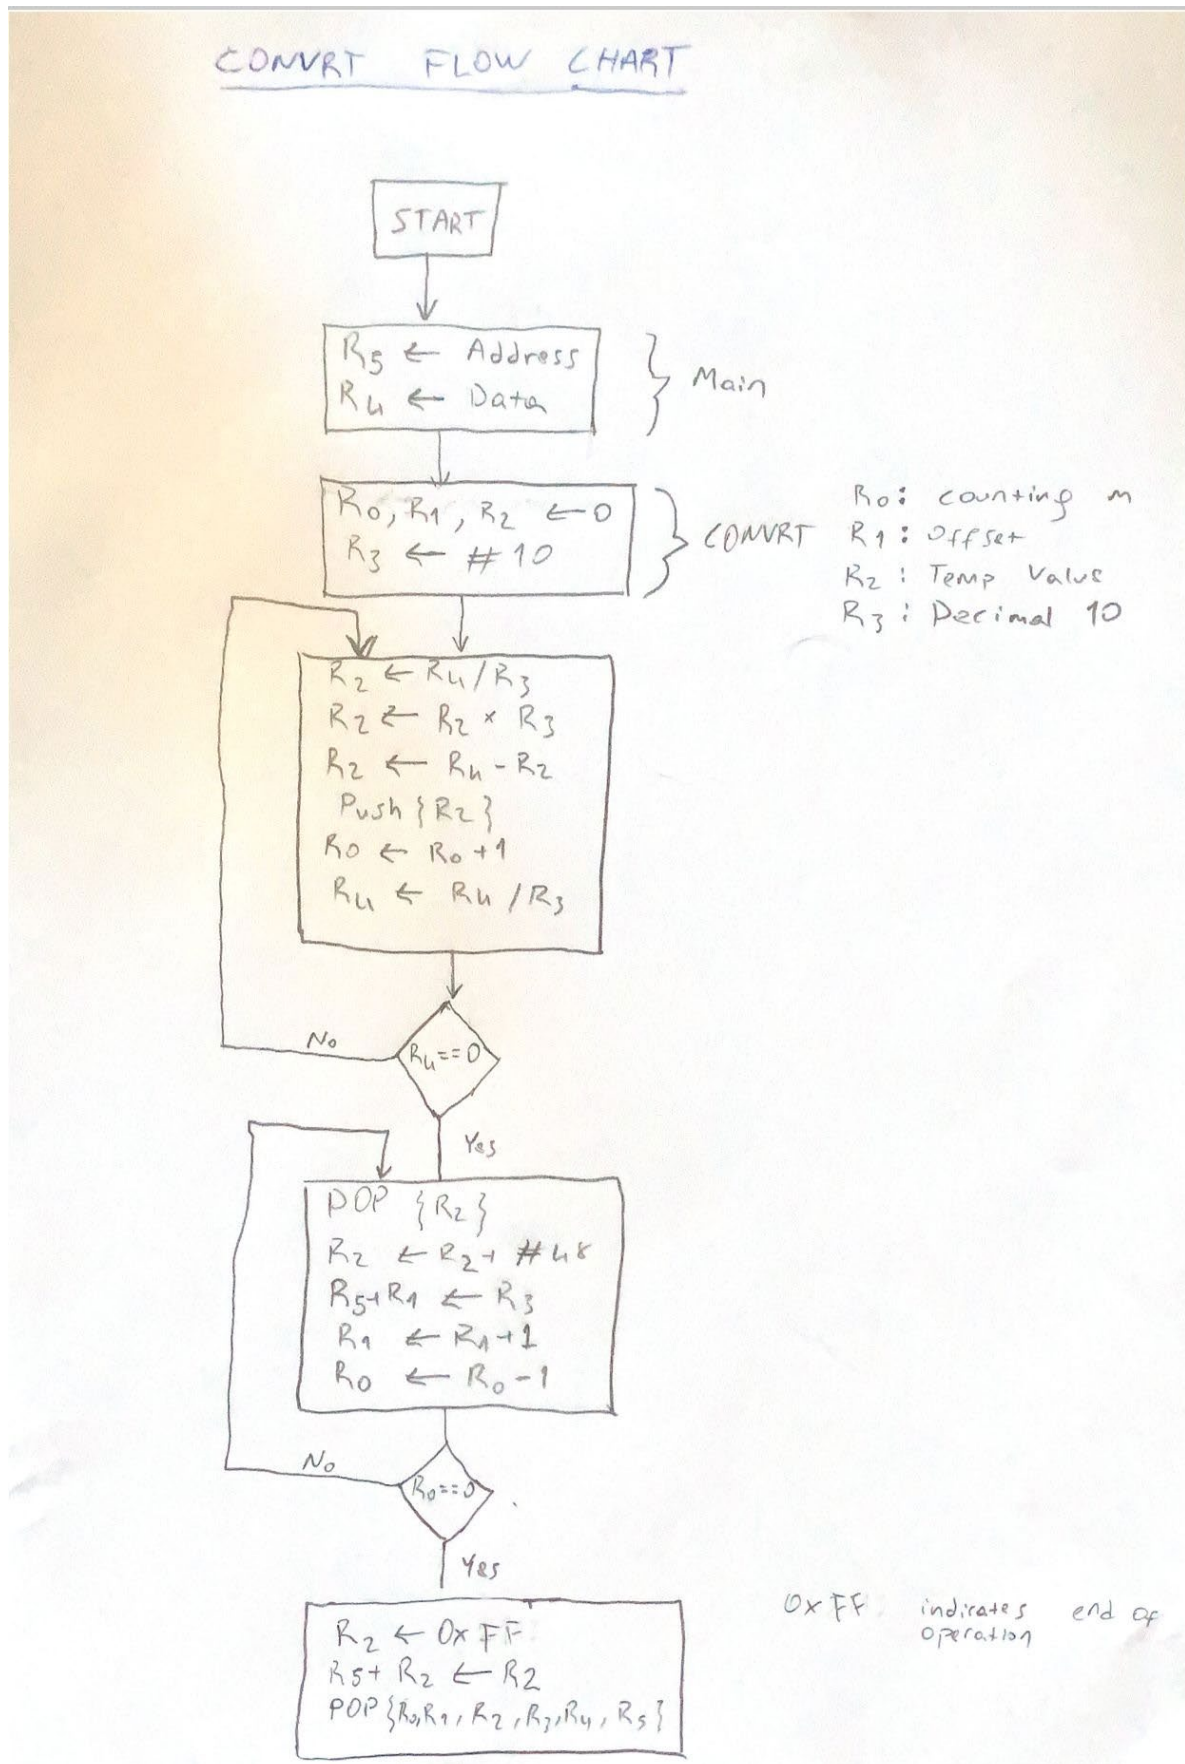 CONVRT FLOW CHART
START
R5 ← Address
R4 ← Data
Main
R0, R1, R2 ← 0
R3 ← # 10
CONVRT
R0: counting m
R1: Offset
R2: Temp Value
R3: Decimal 10
R2 ← R4 / R3
R2 ← R2 × R3
R2 ← R4 - R2
Push {R2}
R0 ← R0 + 1
R4 ← R4 / R3
R4 == 0
No
Yes
POP {R2}
R2 ← R2 + #48
R5+R1 ← R3
R1 ← R1 + 1
R0 ← R0 - 1
R0 == 0
No
Yes
R2 ← 0xFF
R5 + R2 ← R2
POP {R0, R1, R2, R3, R4, R5}
0xFF indicates end of
operation